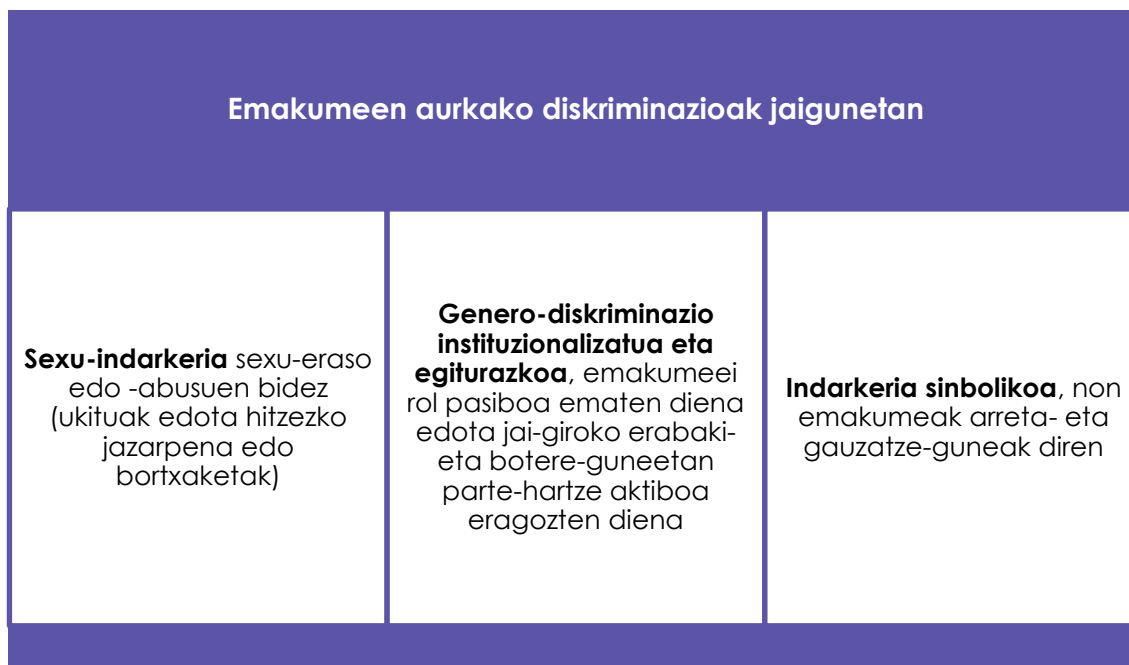 Emakumeen aurkako diskriminazioak jaigunetan
Sexu-indarkeria sexu-eraso
edo -abusuen bidez
(ukituak edota hitzezko
jazarpena edo
bortxaketak)
Genero-diskriminazio
instituzionalizatua eta
egiturazkoa, emakumeei
rol pasiboa ematen diena
edota jai-giroko erabaki-
eta botere-guneetan
parte-hartze aktiboa
eragozten diena
Indarkeria sinbolikoa, non
emakumeak arreta- eta
gauzatze-guneak diren